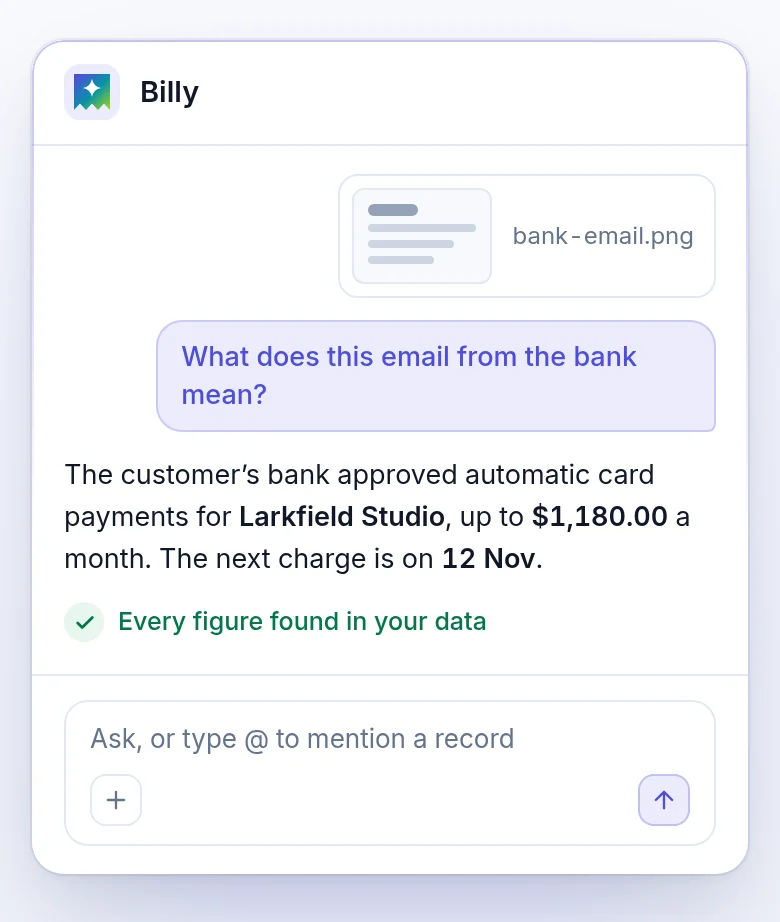 Billy
bank-email.png
What does this email from the bank
mean?
The customer’s bank approved automatic card
payments for Larkfield Studio, up to $1,180.00 a
month. The next charge is on 12 Nov.
Every figure found in your data
Ask, or type @ to mention a record